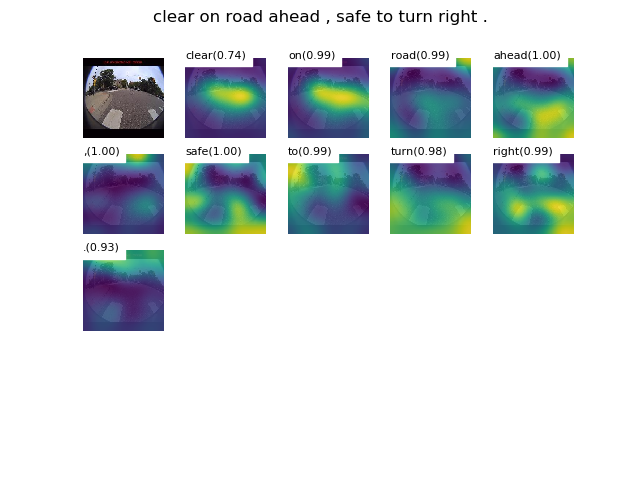 clear on road ahead , safe to turn right .
clear(0.74) on(0.99) road(0.99) ahead(1.00)
,(1.00) safe(1.00) to(0.99) turn(0.98) right(0.99)
.(0.93)